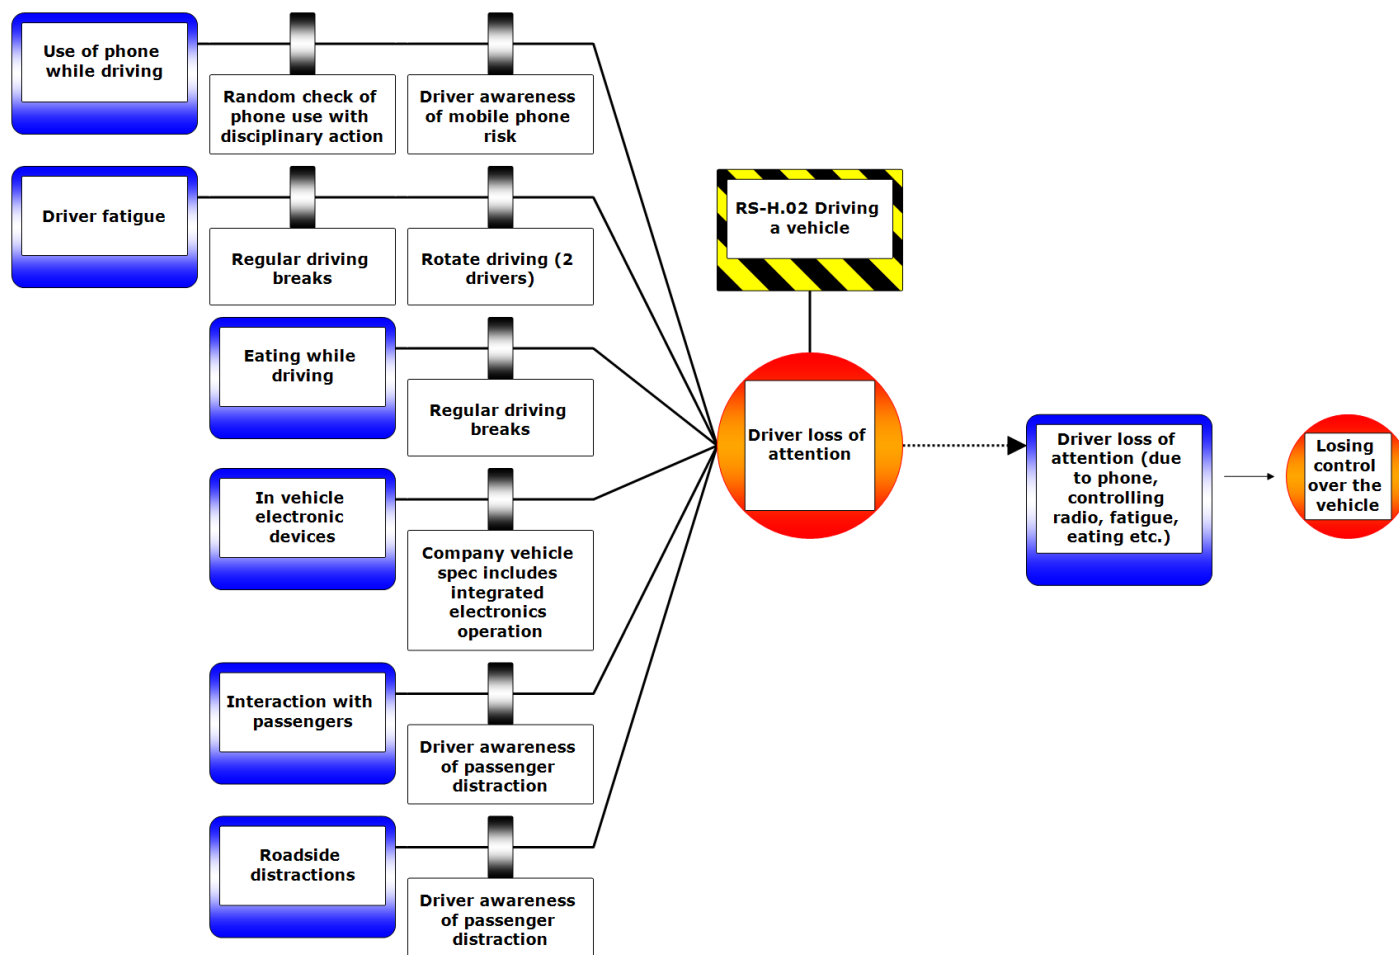 Use of phone
while driving
Random check of
phone use with
disciplinary action
Driver awareness
of mobile phone
risk
Driver fatigue
Regular driving
breaks
Rotate driving (2
drivers)
Eating while
driving
Regular driving
breaks
In vehicle
electronic
devices
Company vehicle
spec includes
integrated
electronics
operation
Interaction with
passengers
Driver awareness
of passenger
distraction
Roadside
distractions
Driver awareness
of passenger
distraction
RS-H.02 Driving
a vehicle
Driver loss of
attention
Driver loss of
attention (due
to phone,
controlling
radio, fatigue,
eating etc.)
Losing
control
over the
vehicle